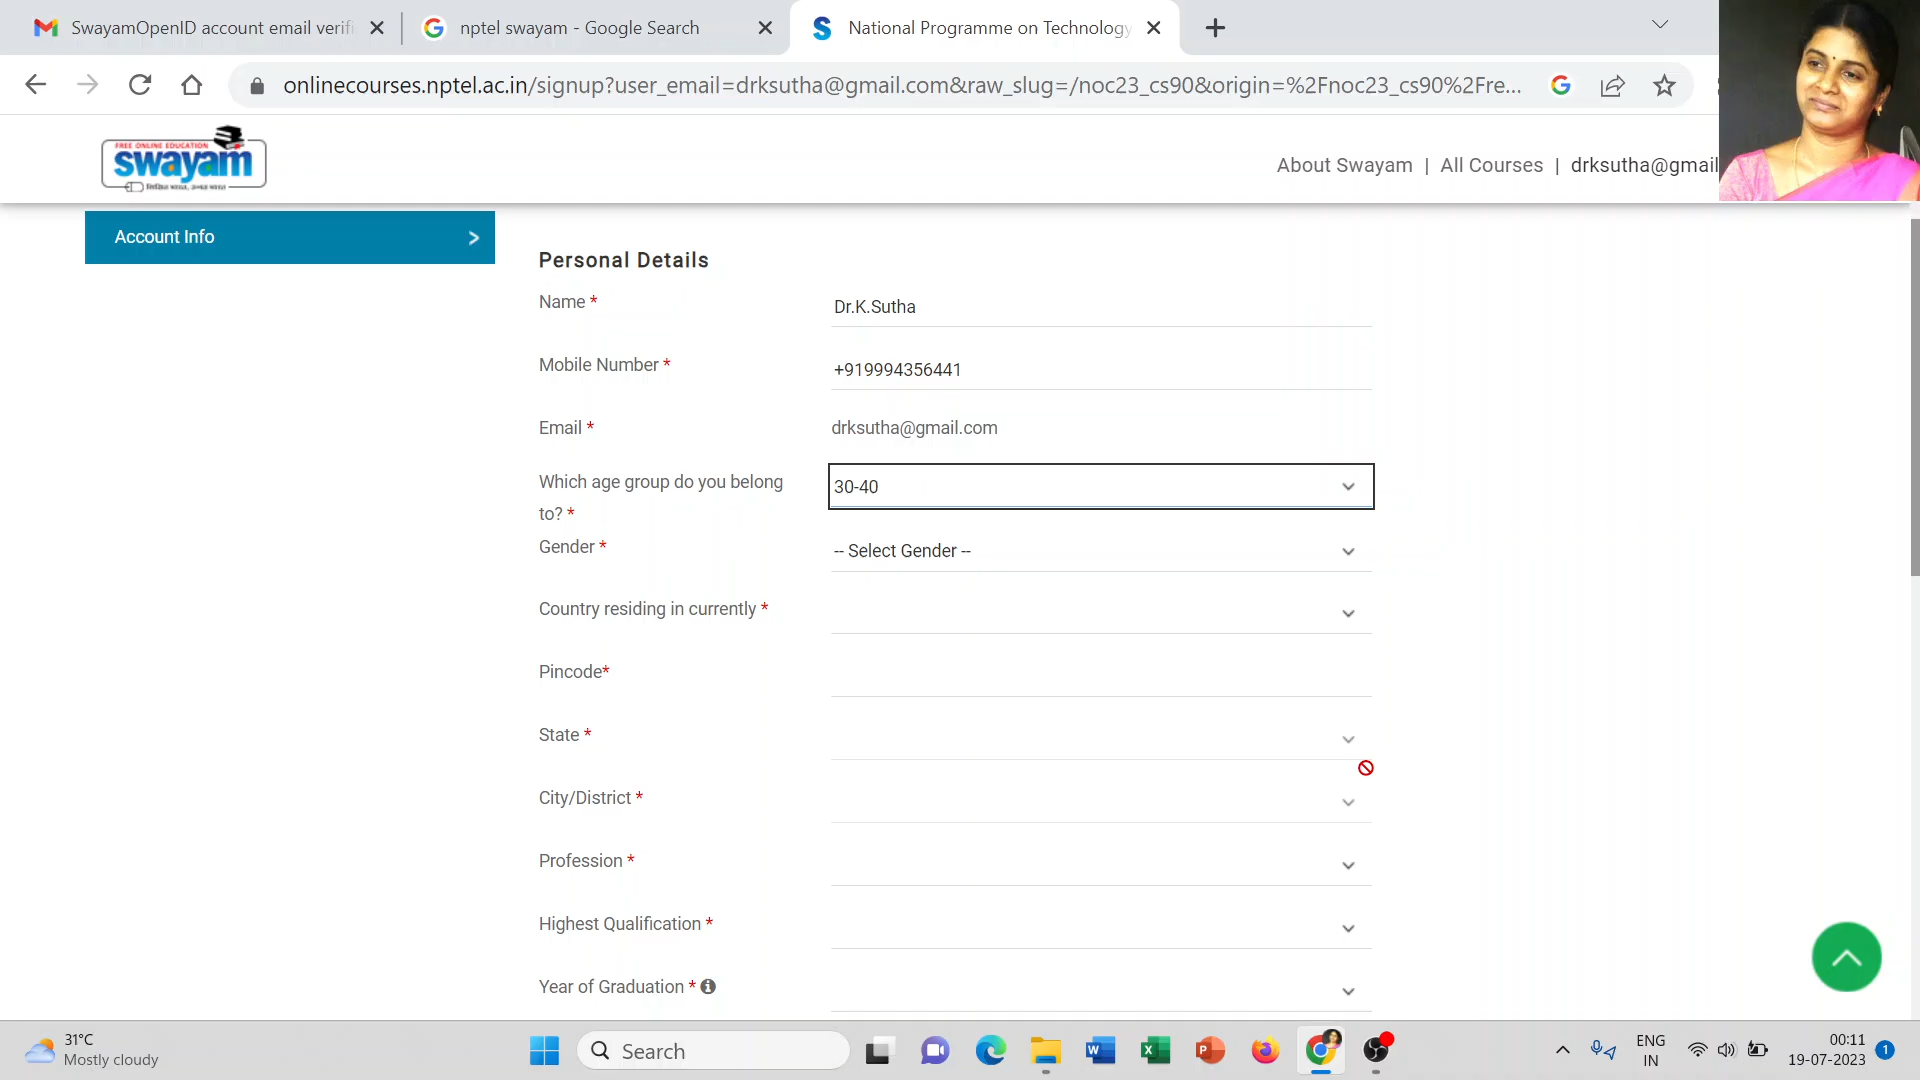 SwayamOpenID account email verifi
nptel swayam - Google Search
National Programme on Technology
onlinecourses.nptel.ac.in/signup?user_email=drksutha@gmail.com&raw_slug=/noc23_cs90&origin=%2Fnoc23_cs90%2Fre...
FREE ONLINE EDUCATION
swayam
About Swayam | All Courses | drksutha@gmail
Account Info
Personal Details
Name * Dr.K.Sutha
Mobile Number * +919994356441
Email * drksutha@gmail.com
Which age group do you belong
to? *
30-40
Gender * -- Select Gender --
Country residing in currently *
Pincode*
State *
City/District *
Profession *
Highest Qualification *
Year of Graduation *
31°C
Mostly cloudy
Search
ENG
IN
00:11
19-07-2023
1